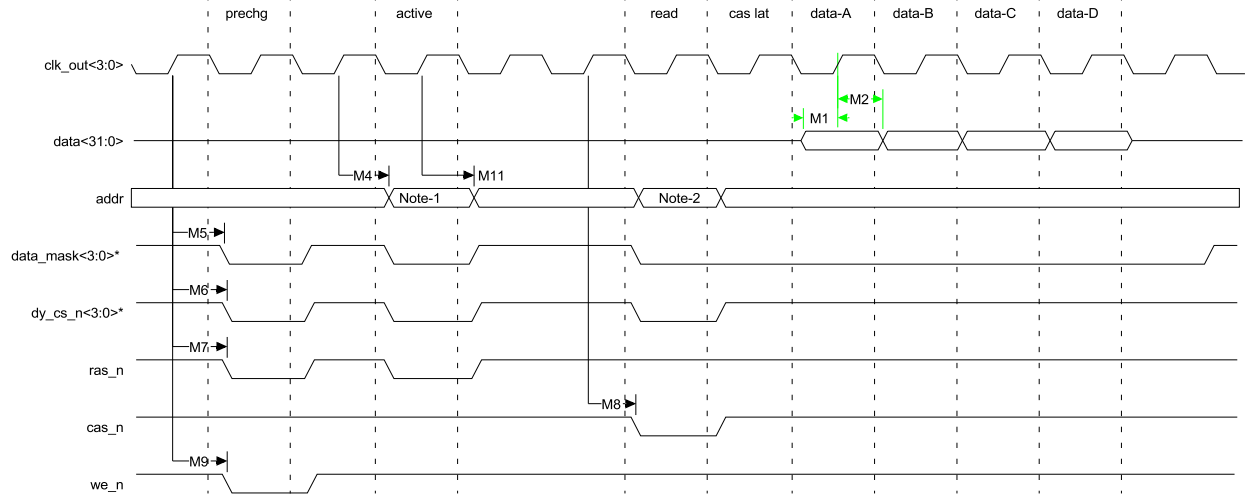 prechg active read cas lat data-A data-B data-C data-D
clk_out<3:0>
M2
M1
data<31:0>
M4 M11
addr Note-1 Note-2
M5
data_mask<3:0>*
M6
dy_cs_n<3:0>*
M7
ras_n
M8
cas_n
M9
we_n